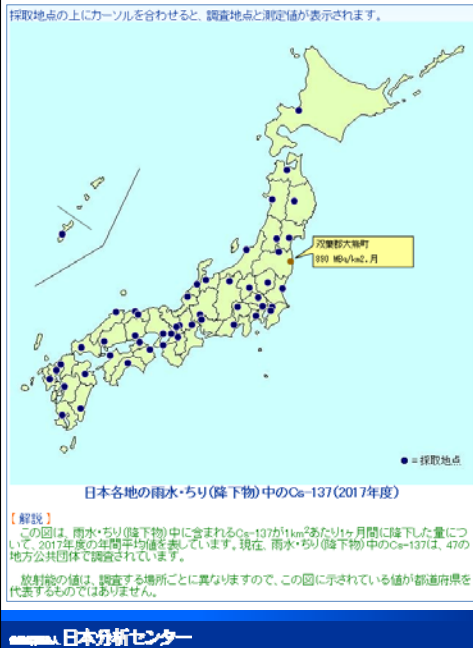 採取地点の上にカーソルを合わせると、調査地点と測定値が表示されます。
双葉郡大熊町
880 MBq/km2.月
● = 採取地点
日本各地の雨水・ちり(降下物)中のCs-137(2017年度)
【 解説 】
この図は、雨水・ちり(降下物)中に含まれるCs-137が1km²あたり1ヶ月間に降下した量につ
いて、2017年度の年間平均値を表しています。現在、雨水・ちり(降下物)中のCs-137は、47の
地方公共団体で調査されています。
放射能の値は、調査する場所ごとに異なりますので、この図に示されている値が都道府県を
代表するものではありません。
日本分析センター